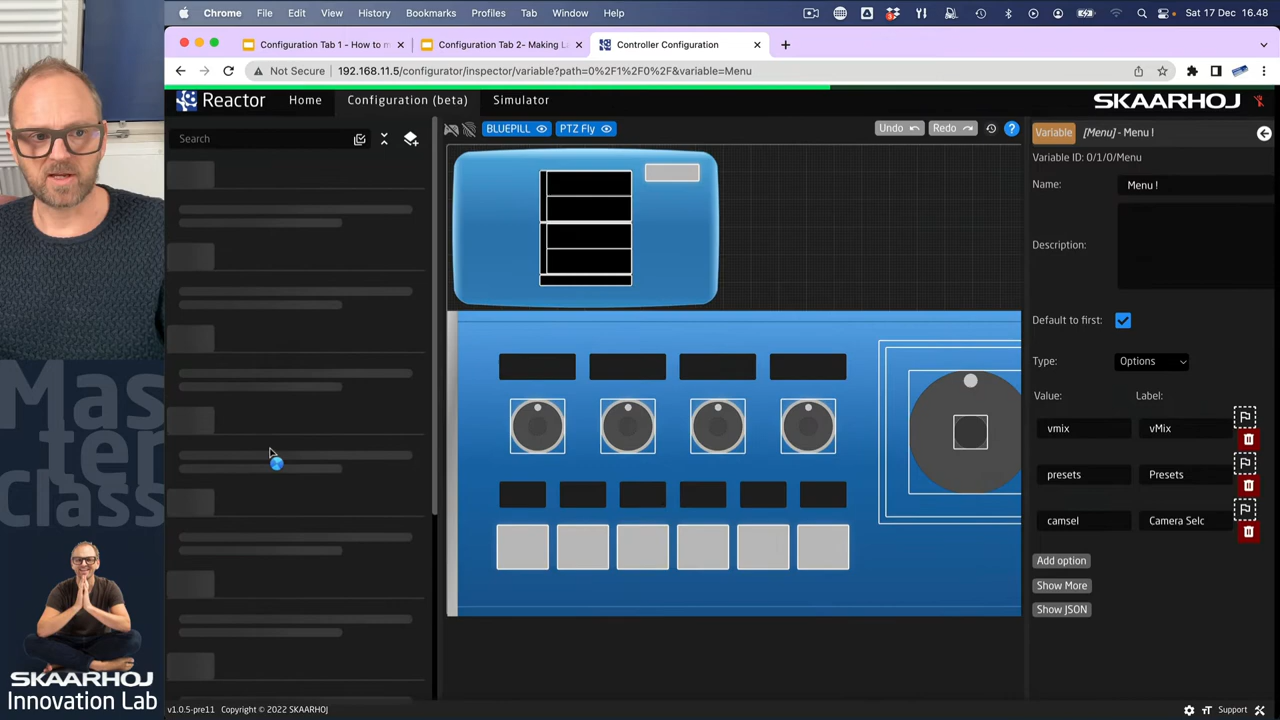 Chrome File Edit View History Bookmarks Profiles Tab Window Help Sat 17 Dec 16.48
Configuration Tab 1 - How to m Configuration Tab 2- Making L Controller Configuration
Not Secure 192.168.11.5/configurator/inspector/variable?path=0%2F1%2F0%2F&variable=Menu
Reactor Home Configuration (beta) Simulator SKAARHOJ
Search BLUEPILL PTZ Fly Undo Redo ? Variable [Menu] - Menu !
Variable ID: 0/1/0/Menu
Name: Menu !
Description:
Default to first:
Type: Options
Value: Label:
vmix vMix
presets Presets
camsel Camera Selc
Add option
Show More
Show JSON
Mas
ter
Class
SKAARHOJ
Innovation Lab
v1.0.5-pre11 Copyright © 2022 SKAARHOJ Support